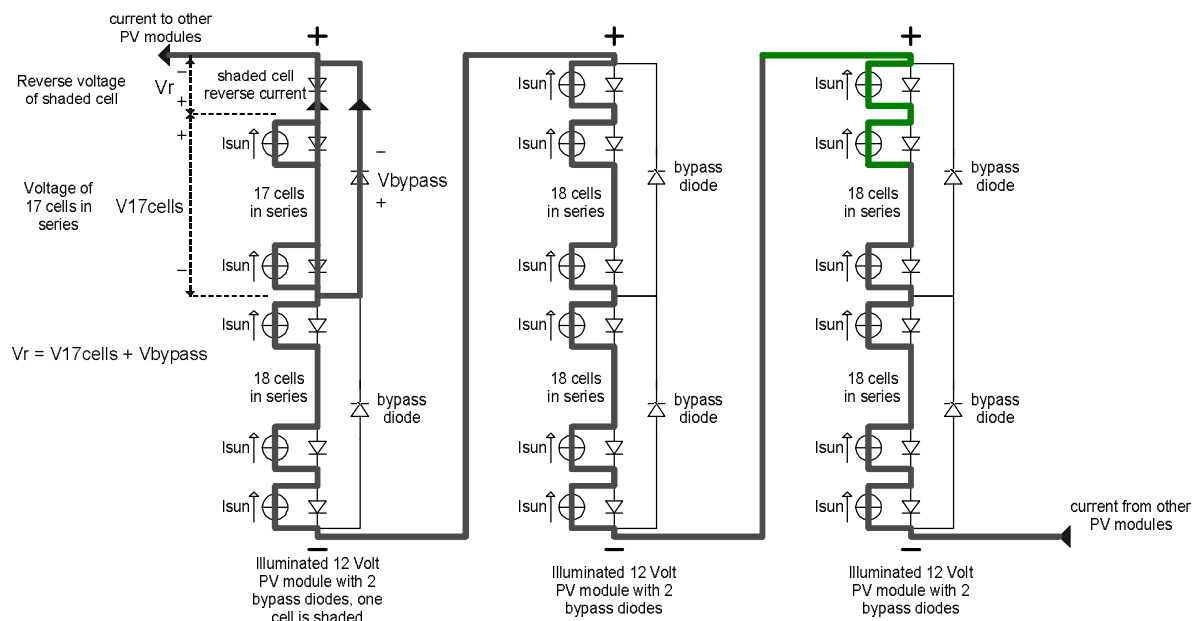 current to other
PV modules
+
+
+
Reverse voltage
of shaded cell
−
Vr
+
shaded cell
reverse current
Isun
Isun
+
Isun
Isun
Isun
bypass
diode
bypass
diode
Voltage of
17 cells in
series
V17cells
17 cells
in series
−
Vbypass
+
18 cells
in series
18 cells
in series
−
Isun
Isun
Isun
Isun
Isun
Isun
Vr = V17cells + Vbypass
18 cells
in series
bypass
diode
18 cells
in series
bypass
diode
18 cells
in series
bypass
diode
Isun
Isun
Isun
Isun
Isun
Isun
current from other
PV modules
−
−
−
Illuminated 12 Volt
PV module with 2
bypass diodes, one
cell is shaded
Illuminated 12 Volt
PV module with 2
bypass diodes
Illuminated 12 Volt
PV module with 2
bypass diodes